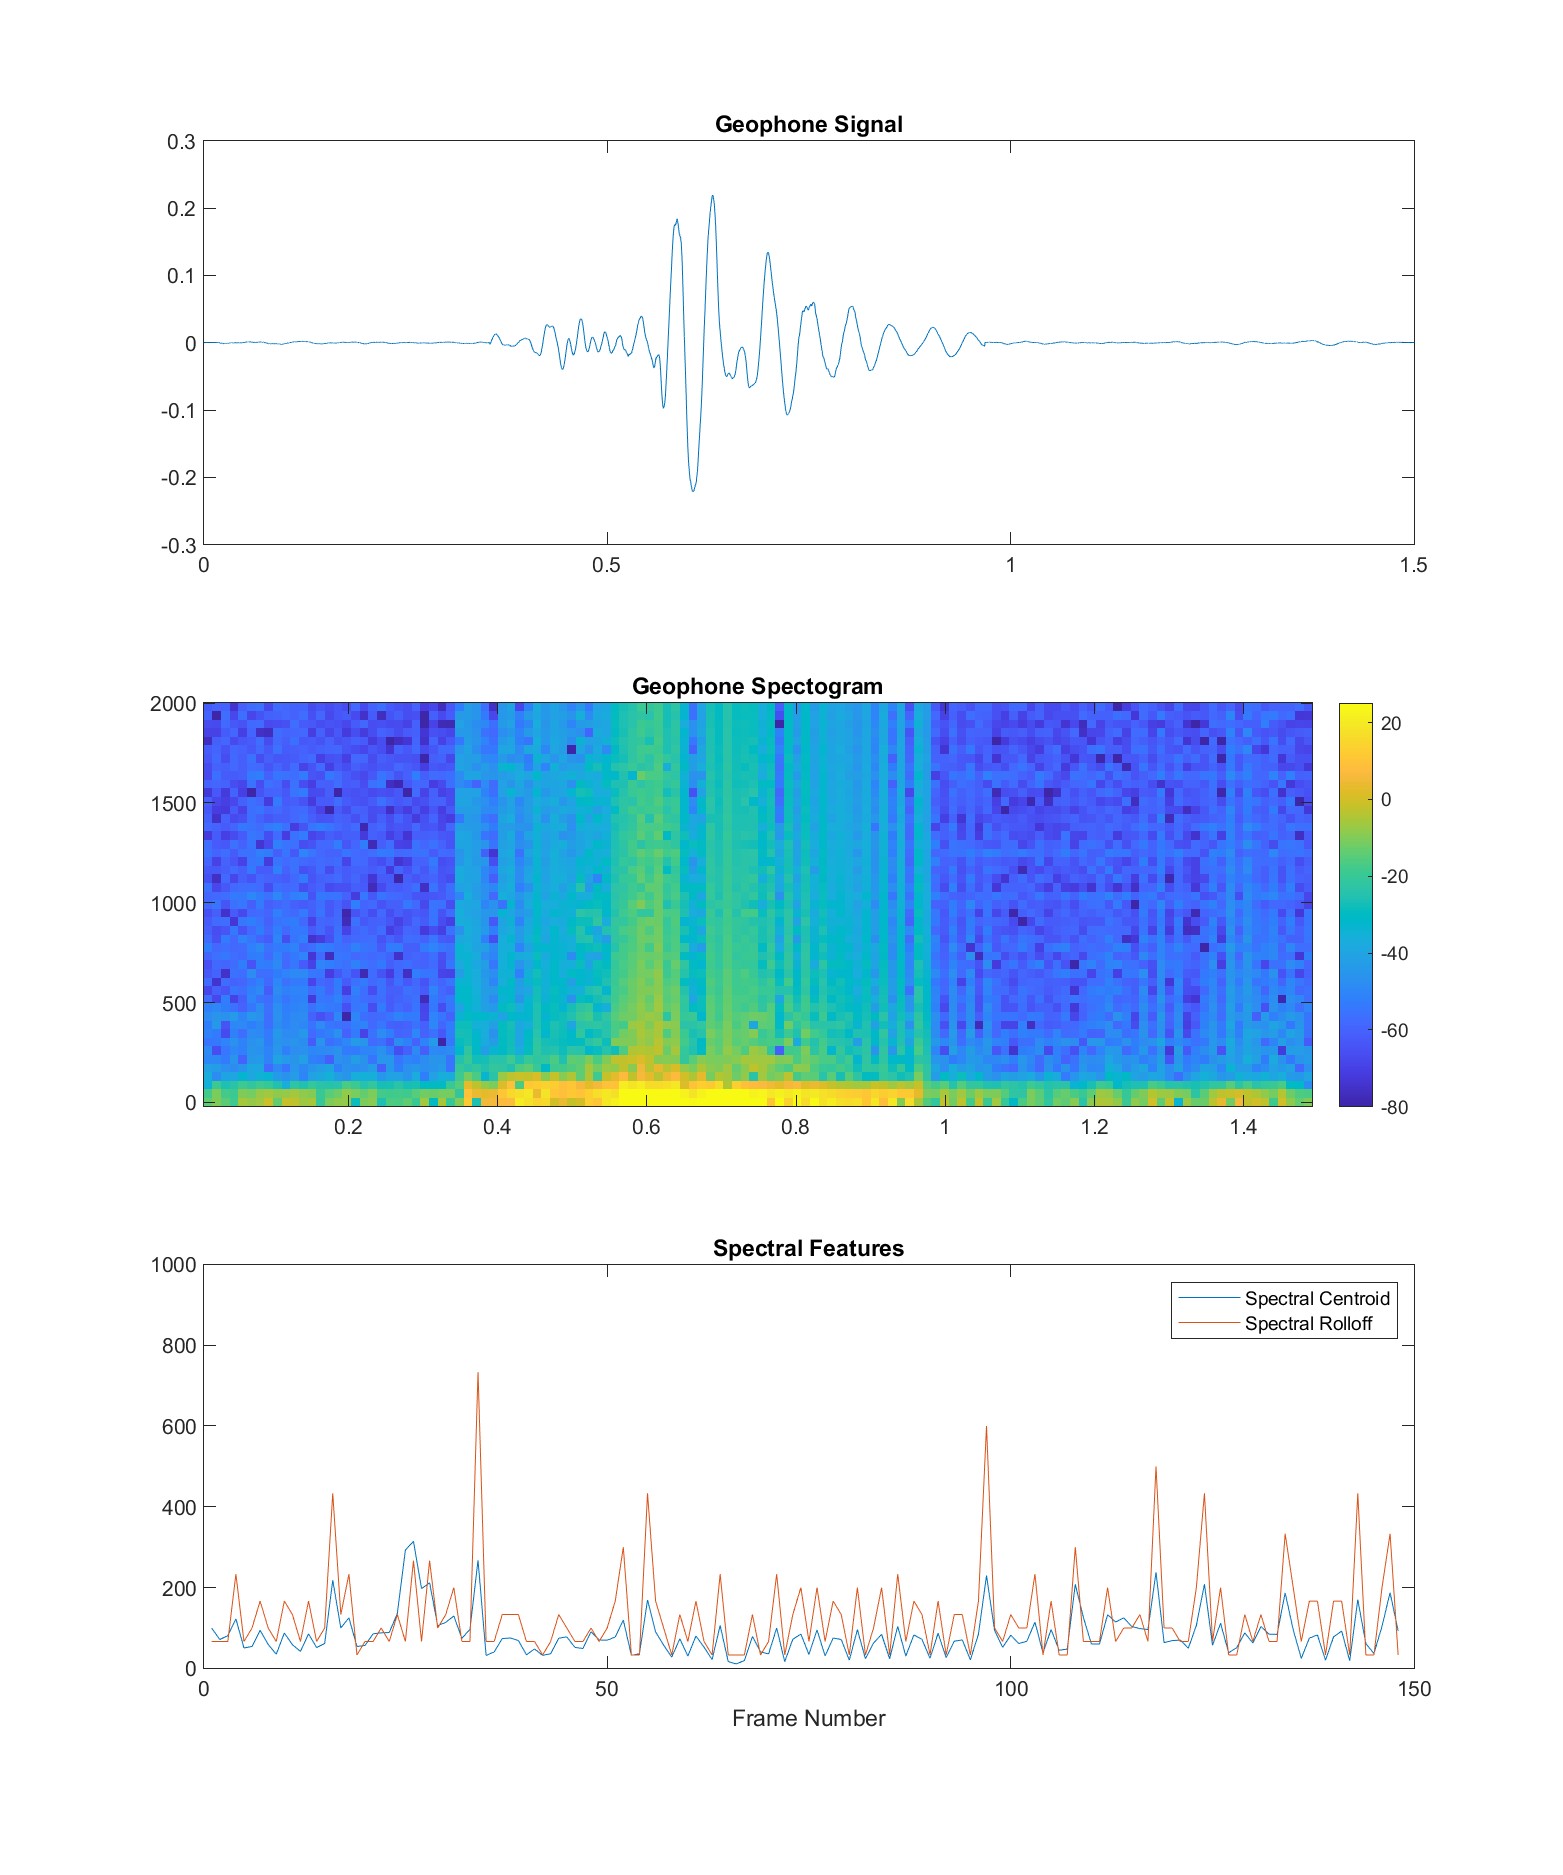 Geophone Signal
0.3
0.2
0.1
0
-0.1
-0.2
-0.3
0 0.5 1 1.5
Geophone Spectogram
2000
1500
1000
500
0
0.2 0.4 0.6 0.8 1 1.2 1.4
20
0
-20
-40
-60
-80
Spectral Features
1000
800
600
400
200
0
Spectral Centroid
Spectral Rolloff
0 50 100 150
Frame Number